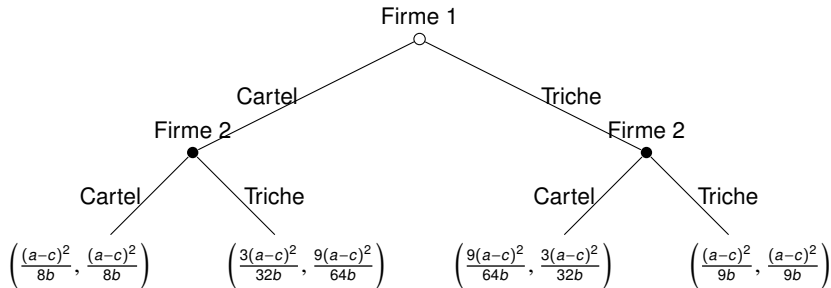 Firme 1
Cartel Triche
Firme 2 Firme 2
Cartel Triche Cartel Triche
((a–c)²/8b, (a–c)²/8b) (3(a–c)²/32b, 9(a–c)²/64b) (9(a–c)²/64b, 3(a–c)²/32b) ((a–c)²/9b, (a–c)²/9b)